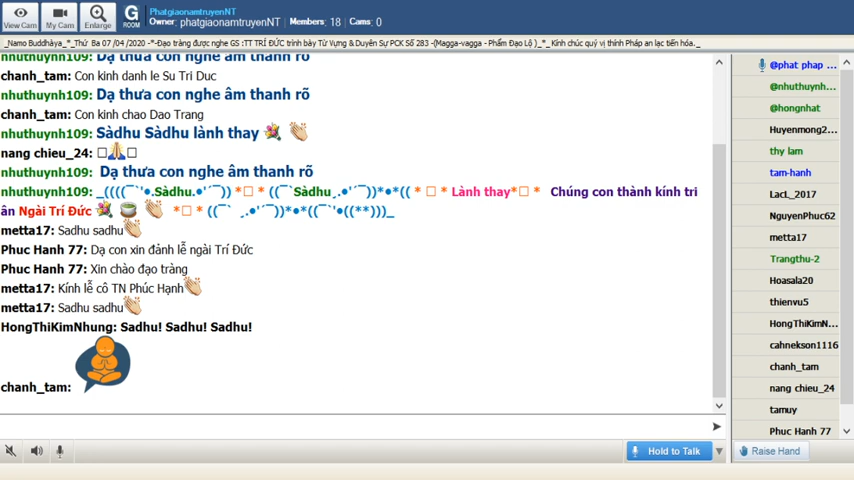 View Cam
My Cam
Enlarge
G
ROOM
PhatgiaonamtruyenNT
Owner: phatgiaonamtruyenNT | Members: 18 | Cams: 0
_Namo Buddhàya_*_Thứ Ba 07 /04 /2020 -*-Đạo tràng được nghe GS :TT TRÍ ĐỨC trình bày Từ Vựng & Duyên Sự PCK Số 283 -(Magga-vagga - Phẩm Đạo Lộ )_*_ Kính chúc quý vị thính Pháp an lạc tiến hóa._
nhuthuynh109: Dạ thưa con nghe âm thanh rõ
chanh_tam: Con kinh danh le Su Tri Duc
nhuthuynh109: Dạ thưa con nghe âm thanh rõ
chanh_tam: Con kinh chao Dao Trang
nhuthuynh109: Sàdhu Sàdhu lành thay 💐 👏
nang chieu_24: □🙏□
nhuthuynh109: Dạ thưa con nghe âm thanh rõ
nhuthuynh109: _((((¯`'•.Sàdhu.•'´¯)) *□ * ((¯`Sàdhu¸.•'´¯))*•*(( * □ * Lành thay*□ * Chúng con thành kính tri
ân Ngài Trí Đức 💐 🍵 👏 *□ * ((¯` ¸.•'´¯))*•*((¯`'•((**)))_
metta17: Sadhu sadhu👏
Phuc Hanh 77: Dạ con xin đảnh lễ ngài Trí Đức
Phuc Hanh 77: Xin chào đạo tràng
metta17: Kính lễ cô TN Phúc Hạnh👏
metta17: Sadhu sadhu👏
HongThiKimNhung: Sadhu! Sadhu! Sadhu!
chanh_tam:
@phat phap ...
@nhuthuynh...
@hongnhat
Huyenmong2...
thy lam
tam-hanh
LacL_2017
NguyenPhuc62
metta17
Trangthu-2
Hoasala20
thienvu5
HongThiKimN...
cahnekson1116
chanh_tam
nang chieu_24
tamuy
Phuc Hanh 77
Hold to Talk
Raise Hand